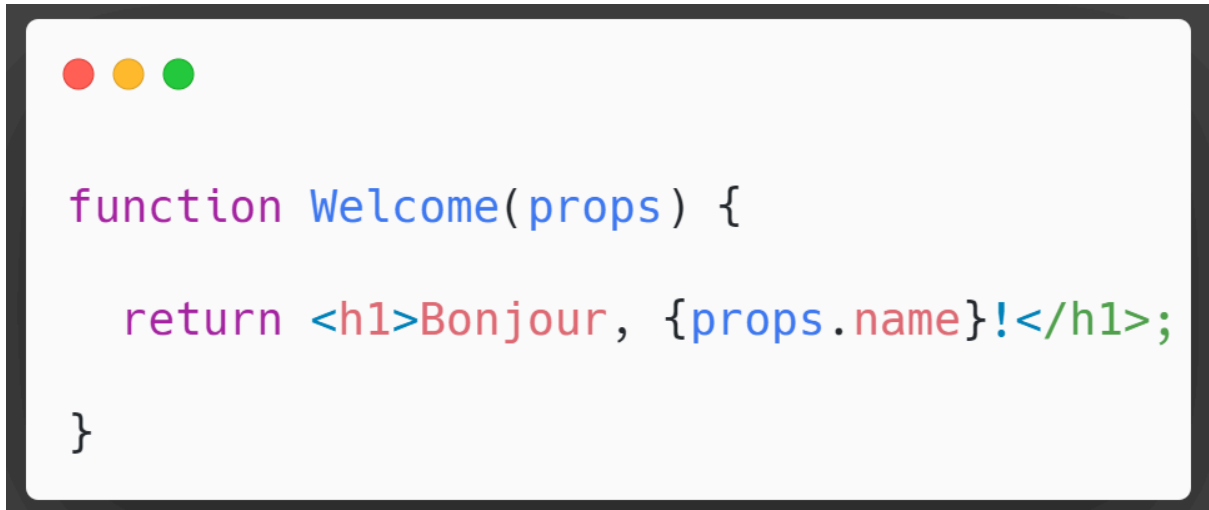 function Welcome(props) {
  return <h1>Bonjour, {props.name}!</h1>;
}